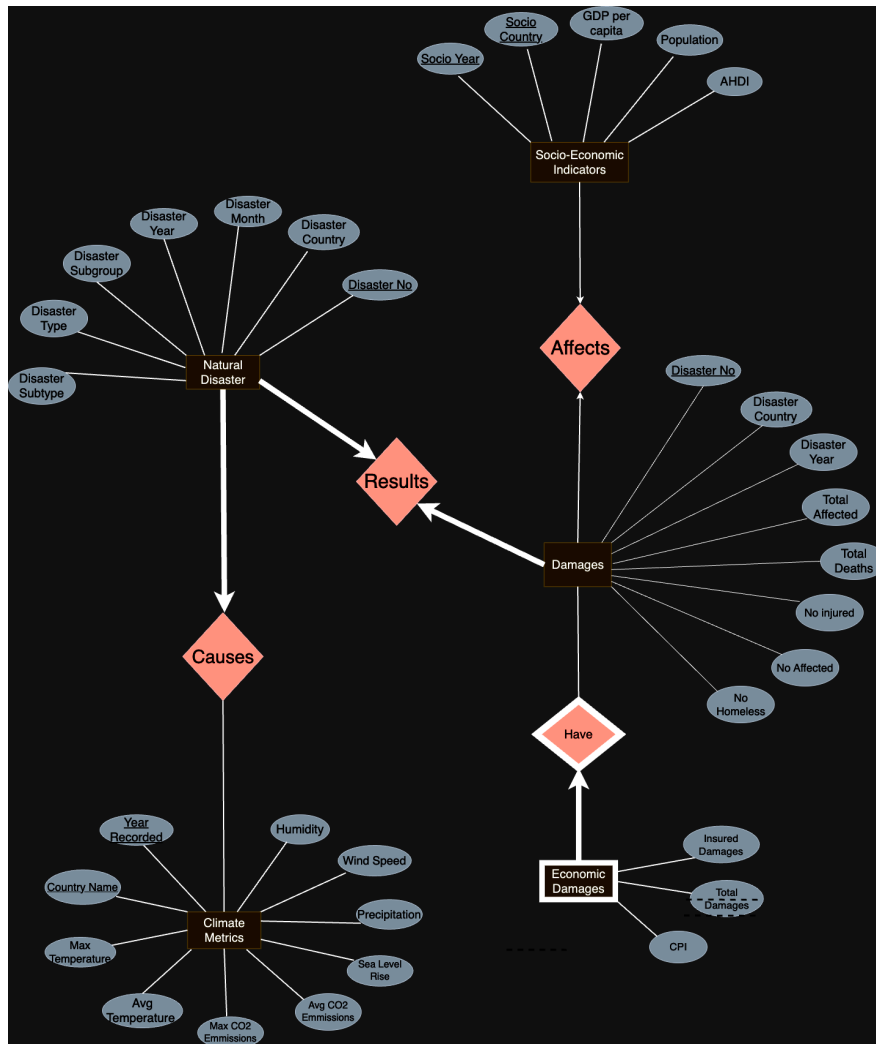 GDP per
capita
Socio
Country
Population
Socio Year
AHDI
Socio-Economic
Indicators
Disaster
Month
Disaster
Year
Disaster
Country
Disaster
Subgroup
Disaster No
Disaster
Type
Natural
Disaster
Disaster
Subtype
Affects
Disaster No
Disaster
Country
Disaster
Year
Results
Total
Affected
Damages
Total
Deaths
No injured
Causes
No Affected
No
Homeless
Have
Year
Recorded
Humidity
Wind Speed
Insured
Damages
Economic
Damages
Country Name
Total
Damages
Precipitation
Climate
Metrics
CPI
Max
Temperature
Sea Level
Rise
Avg
Temperature
Avg CO2
Emmissions
Max CO2
Emmissions